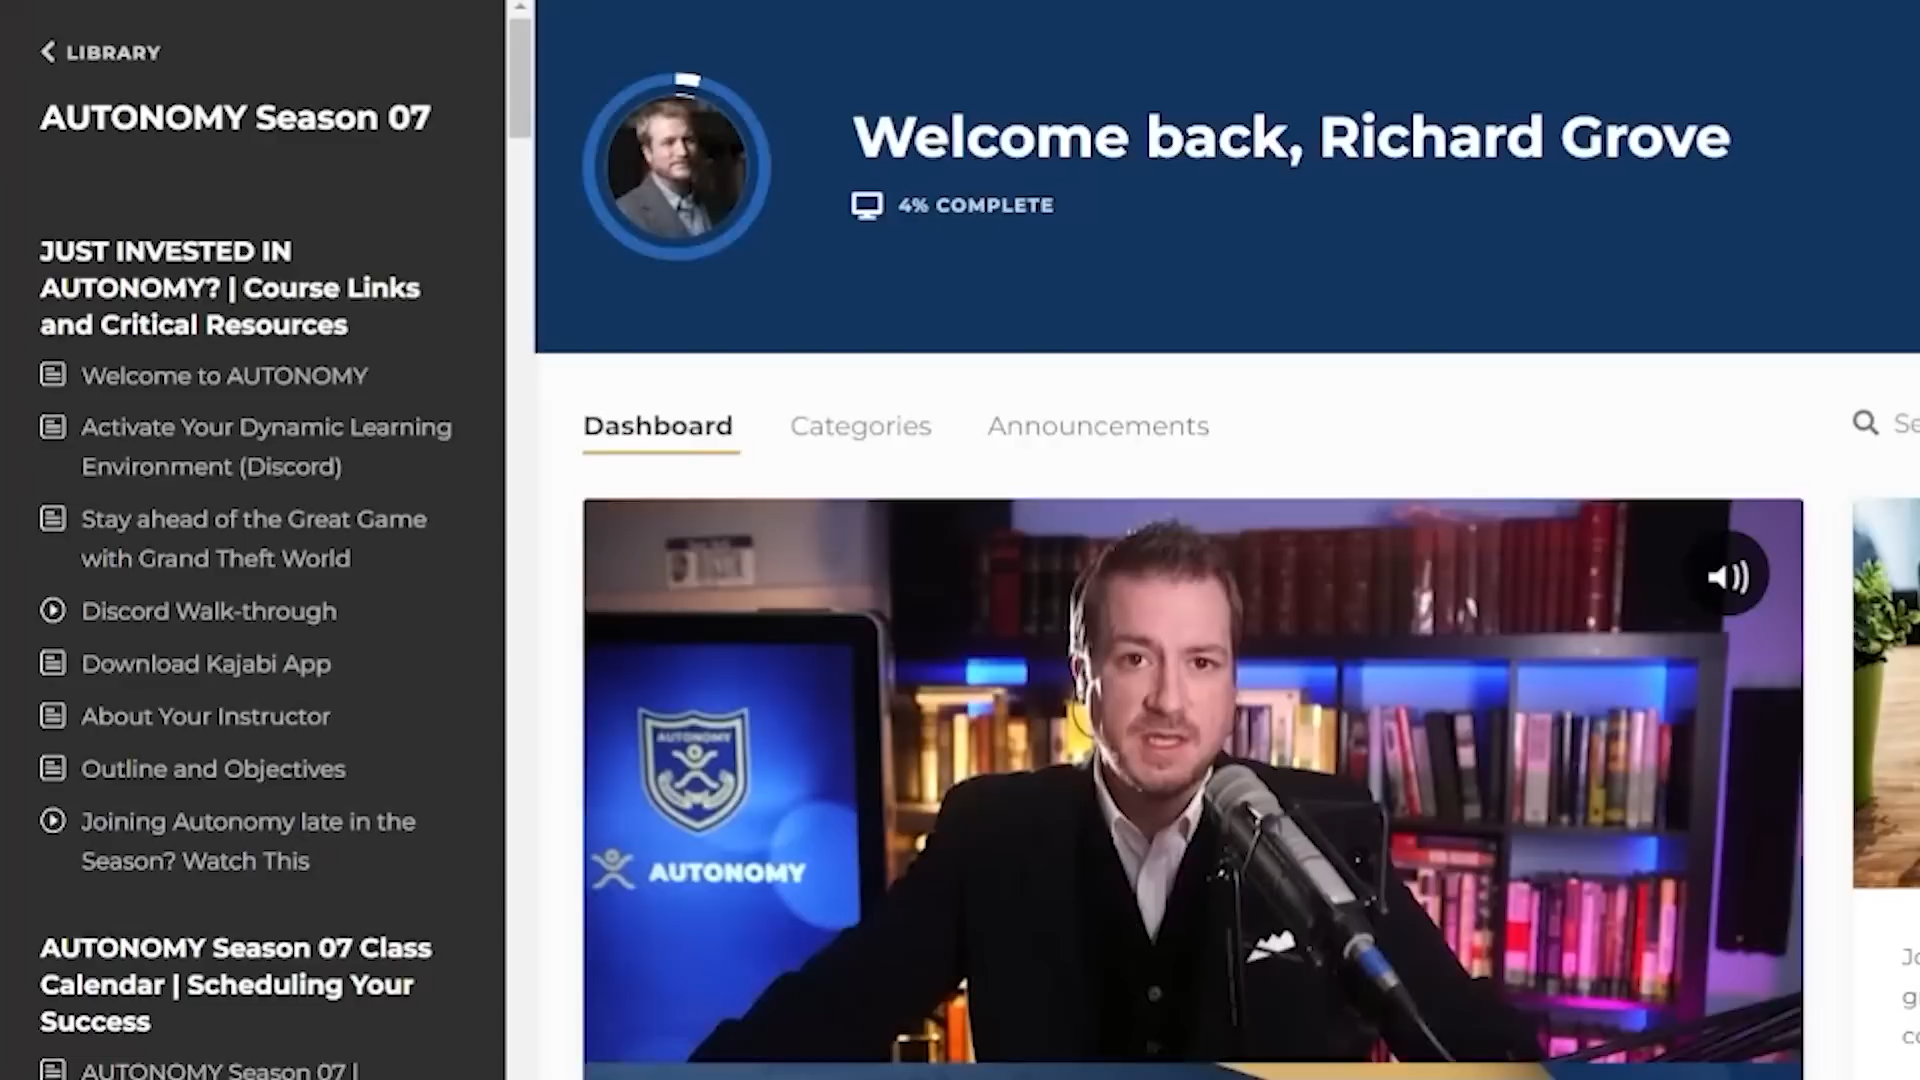 LIBRARY
AUTONOMY Season 07
JUST INVESTED IN
AUTONOMY? | Course Links
and Critical Resources
Welcome to AUTONOMY
Activate Your Dynamic Learning
Environment (Discord)
Stay ahead of the Great Game
with Grand Theft World
Discord Walk-through
Download Kajabi App
About Your Instructor
Outline and Objectives
Joining Autonomy late in the
Season? Watch This
AUTONOMY Season 07 Class
Calendar | Scheduling Your
Success
AUTONOMY Season 07 |
Welcome back, Richard Grove
4% COMPLETE
Dashboard
Categories
Announcements
Se
AUTONOMY
AUTONOMY